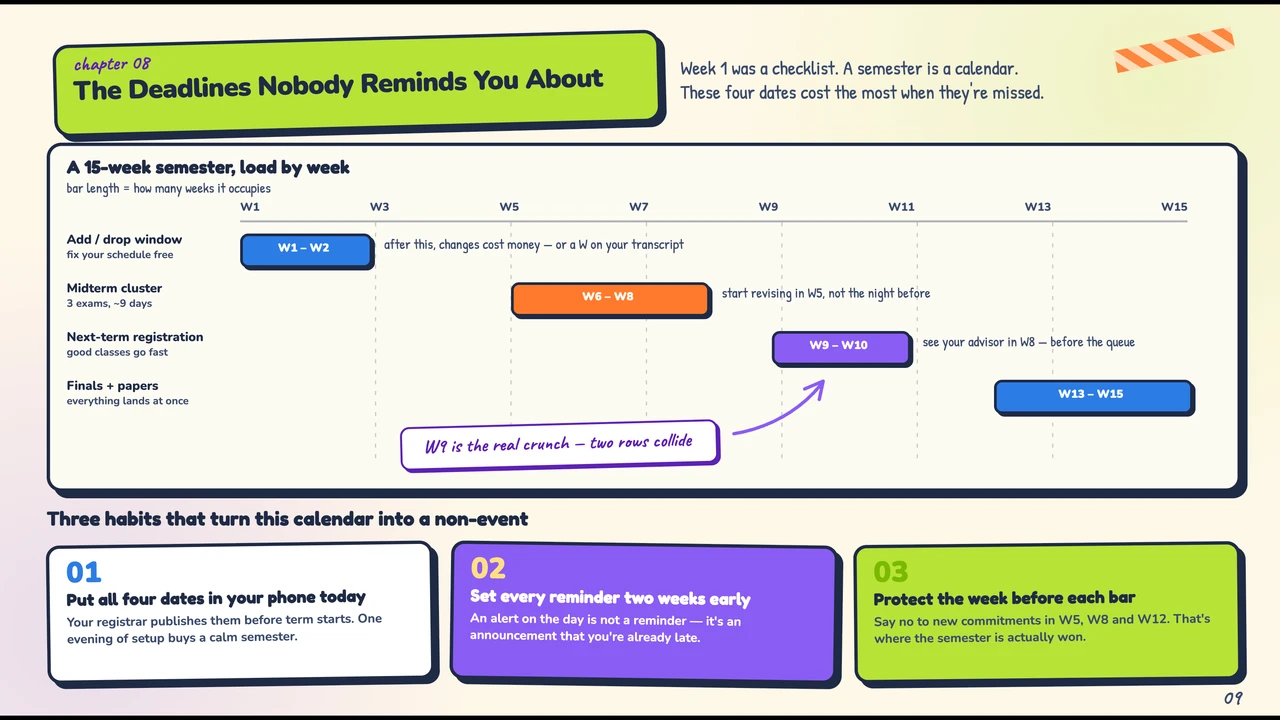 chapter 08
The Deadlines Nobody Reminds You About
Week 1 was a checklist. A semester is a calendar.
These four dates cost the most when they're missed.
A 15-week semester, load by week
bar length = how many weeks it occupies
W1 W3 W5 W7 W9 W11 W13 W15
Add / drop window
fix your schedule free
W1 – W2
after this, changes cost money — or a W on your transcript
Midterm cluster
3 exams, ~9 days
W6 – W8
start revising in W5, not the night before
Next-term registration
good classes go fast
W9 – W10
see your advisor in W8 — before the queue
Finals + papers
everything lands at once
W13 – W15
W9 is the real crunch — two rows collide
Three habits that turn this calendar into a non-event
01
Put all four dates in your phone today
Your registrar publishes them before term starts. One
evening of setup buys a calm semester.
02
Set every reminder two weeks early
An alert on the day is not a reminder — it's an
announcement that you're already late.
03
Protect the week before each bar
Say no to new commitments in W5, W8 and W12. That's
where the semester is actually won.
09